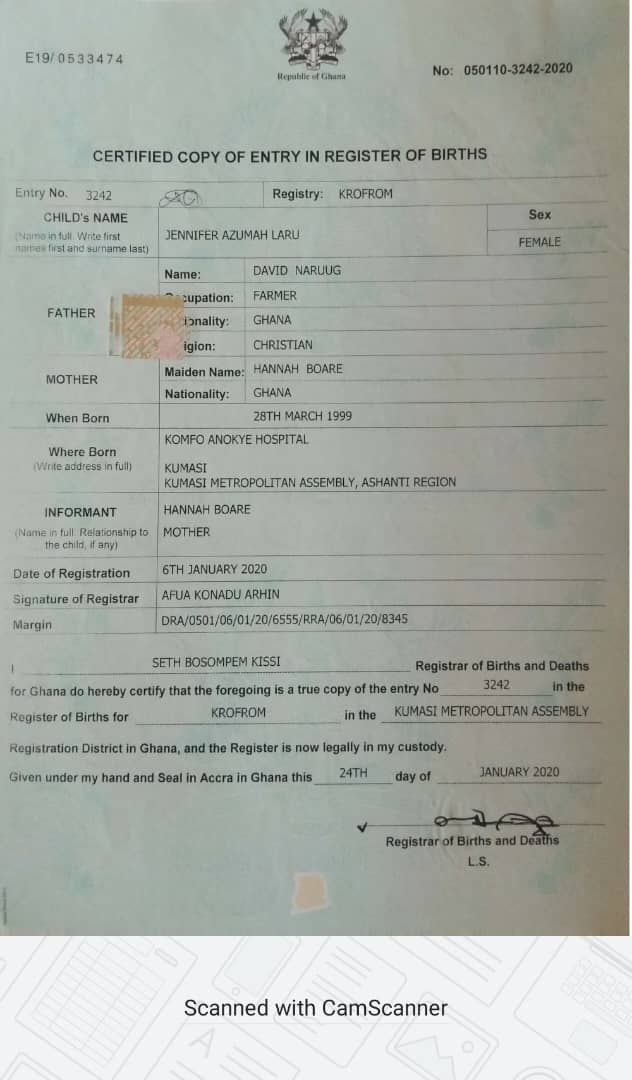 E19/ 0533474
Republic of Ghana
No: 050110-3242-2020
CERTIFIED COPY OF ENTRY IN REGISTER OF BIRTHS
Entry No. 3242 Registry: KROFROM
CHILD's NAME
(Name in full. Write first names first and surname last)
JENNIFER AZUMAH LARU
Sex
FEMALE
FATHER
Name: DAVID NARUUG
cupation: FARMER
ionality: GHANA
igion: CHRISTIAN
MOTHER
Maiden Name: HANNAH BOARE
Nationality: GHANA
When Born 28TH MARCH 1999
Where Born
(Write address in full)
KOMFO ANOKYE HOSPITAL
KUMASI
KUMASI METROPOLITAN ASSEMBLY, ASHANTI REGION
INFORMANT
(Name in full. Relationship to the child, if any)
HANNAH BOARE
MOTHER
Date of Registration 6TH JANUARY 2020
Signature of Registrar AFUA KONADU ARHIN
Margin DRA/0501/06/01/20/6555/RRA/06/01/20/8345
I SETH BOSOMPEM KISSI Registrar of Births and Deaths
for Ghana do hereby certify that the foregoing is a true copy of the entry No 3242 in the
Register of Births for KROFROM in the KUMASI METROPOLITAN ASSEMBLY
Registration District in Ghana, and the Register is now legally in my custody.
Given under my hand and Seal in Accra in Ghana this 24TH day of JANUARY 2020
Registrar of Births and Deaths
L.S.
Scanned with CamScanner